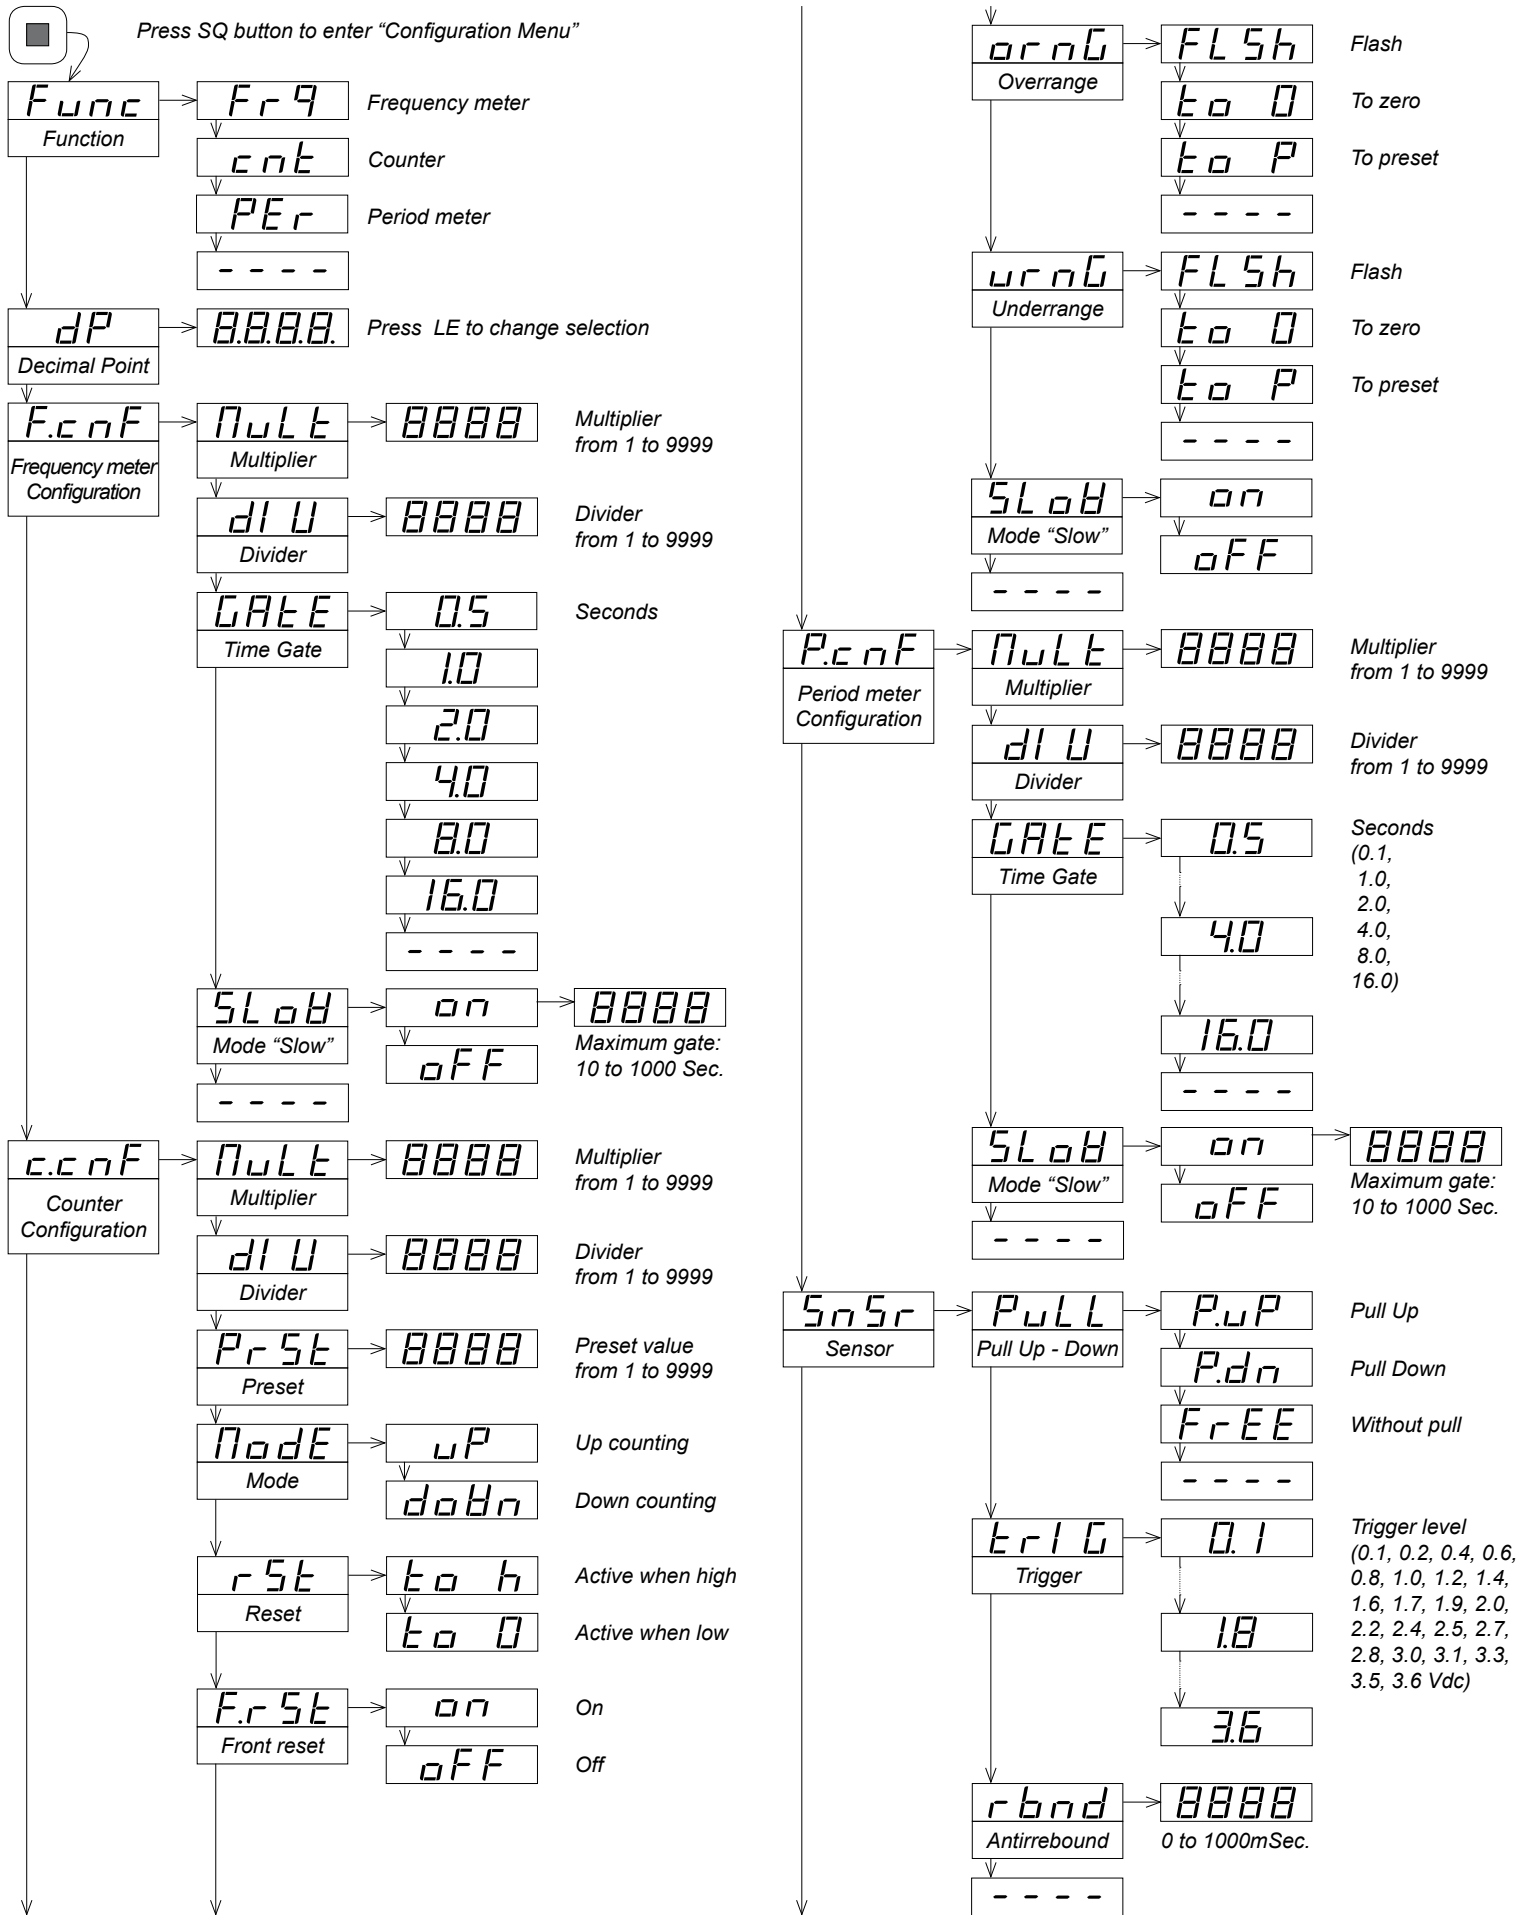 Press SQ button to enter “Configuration Menu”
Func
Function
Frq
Frequency meter
cnt
Counter
PEr
Period meter
----
dP
Decimal Point
8.8.8.8.
Press LE to change selection
F.cnF
Frequency meter
Configuration
MuLt
Multiplier
8888
Multiplier
from 1 to 9999
dIV
Divider
8888
Divider
from 1 to 9999
GAtE
Time Gate
0.5
Seconds
1.0
2.0
4.0
8.0
16.0
----
SLoW
Mode “Slow”
on
8888
Maximum gate:
10 to 1000 Sec.
oFF
----
c.cnF
Counter
Configuration
MuLt
Multiplier
8888
Multiplier
from 1 to 9999
dIV
Divider
8888
Divider
from 1 to 9999
PrSt
Preset
8888
Preset value
from 1 to 9999
ModE
Mode
uP
Up counting
doWn
Down counting
rSt
Reset
to h
Active when high
to 0
Active when low
F.rSt
Front reset
on
On
oFF
Off
ornG
Overrange
FLSh
Flash
to 0
To zero
to P
To preset
----
urnG
Underrange
FLSh
Flash
to 0
To zero
to P
To preset
----
SLoW
Mode “Slow”
on
oFF
----
P.cnF
Period meter
Configuration
MuLt
Multiplier
8888
Multiplier
from 1 to 9999
dIV
Divider
8888
Divider
from 1 to 9999
GAtE
Time Gate
0.5
4.0
16.0
----
Seconds
(0.1,
1.0,
2.0,
4.0,
8.0,
16.0)
SLoW
Mode “Slow”
on
8888
Maximum gate:
10 to 1000 Sec.
oFF
----
SnSr
Sensor
PuLL
Pull Up - Down
P.uP
Pull Up
P.dn
Pull Down
FrEE
Without pull
----
trIG
Trigger
0.1
1.8
3.6
Trigger level
(0.1, 0.2, 0.4, 0.6,
0.8, 1.0, 1.2, 1.4,
1.6, 1.7, 1.9, 2.0,
2.2, 2.4, 2.5, 2.7,
2.8, 3.0, 3.1, 3.3,
3.5, 3.6 Vdc)
rbnd
Antirrebound
8888
0 to 1000mSec.
----